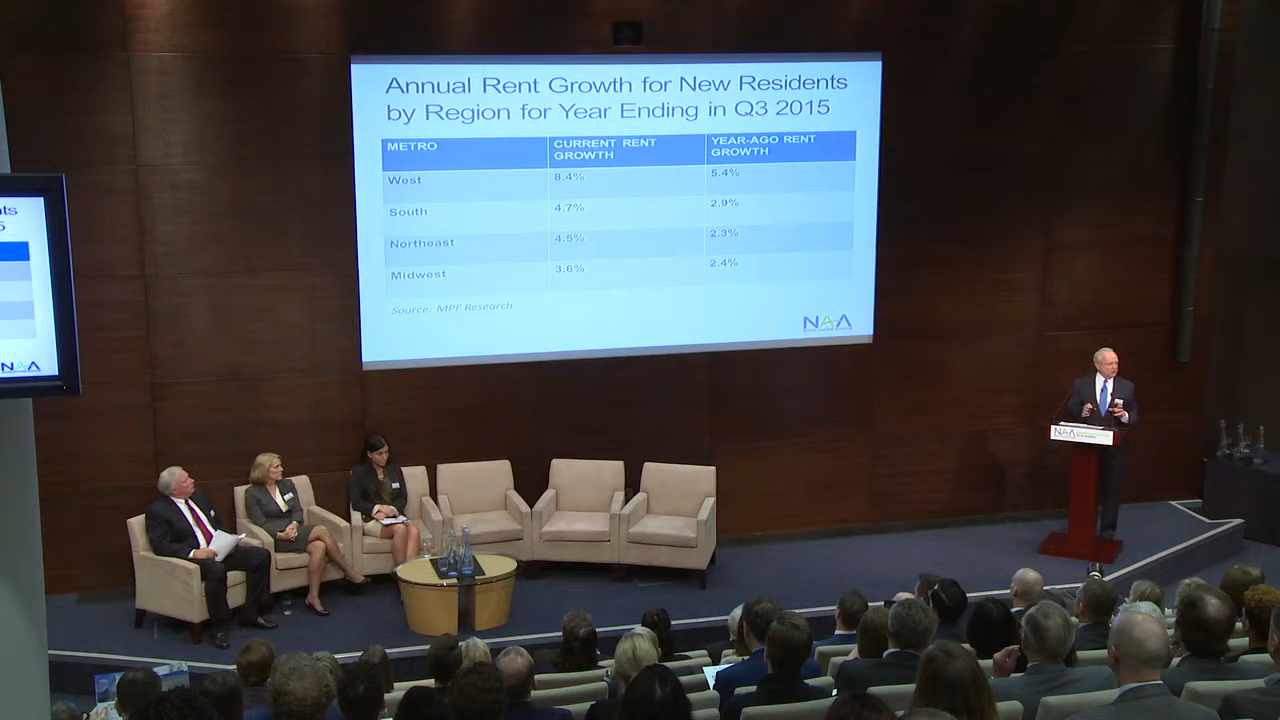 Annual Rent Growth for New Residents
by Region for Year Ending in Q3 2015
METRO
CURRENT RENT
GROWTH
YEAR-AGO RENT
GROWTH
West
8.4%
5.4%
South
4.7%
2.9%
Northeast
4.5%
2.3%
Midwest
3.6%
2.4%
Source: MPF Research
NAA
nts
5
NAA
NAA